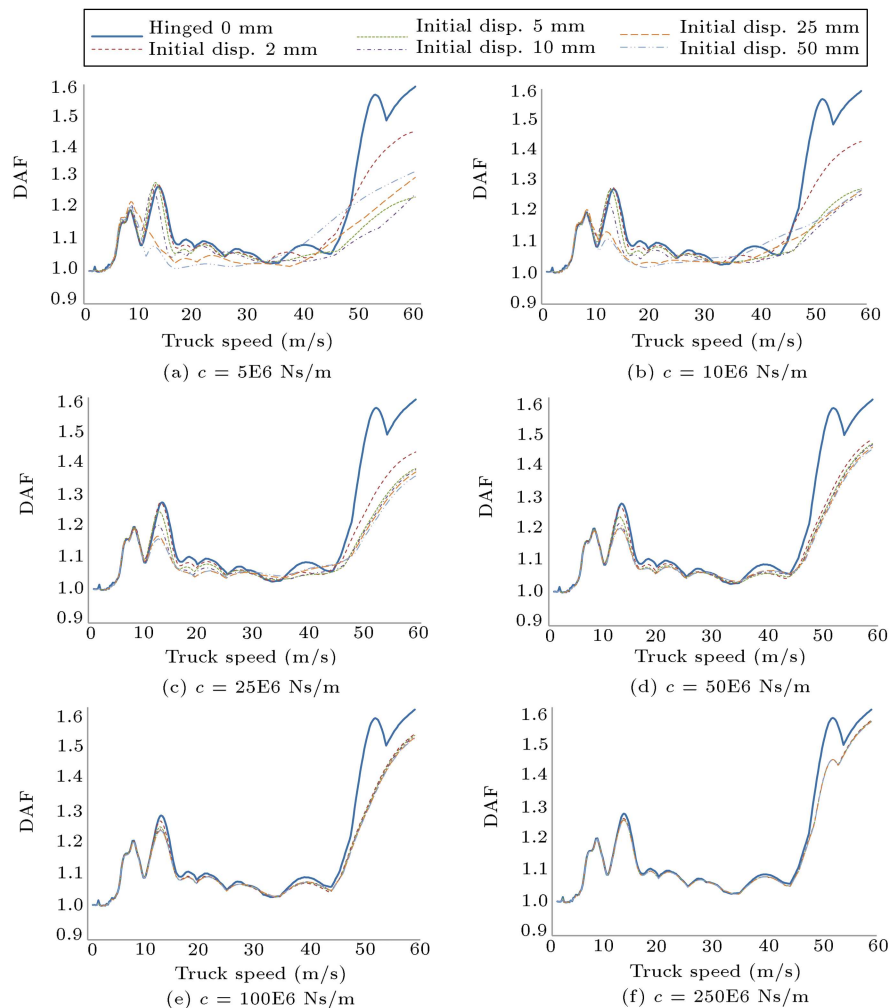 Hinged 0 mm
Initial disp. 2 mm
Initial disp. 5 mm
Initial disp. 10 mm
Initial disp. 25 mm
Initial disp. 50 mm
DAF
1.6
1.5
1.4
1.3
1.2
1.1
1.0
0.9
0 10 20 30 40 50 60
Truck speed (m/s)
(a) c = 5E6 Ns/m
DAF
1.6
1.5
1.4
1.3
1.2
1.1
1.0
0.9
0 10 20 30 40 50 60
Truck speed (m/s)
(b) c = 10E6 Ns/m
DAF
1.6
1.5
1.4
1.3
1.2
1.1
1.0
0.9
0 10 20 30 40 50 60
Truck speed (m/s)
(c) c = 25E6 Ns/m
DAF
1.6
1.5
1.4
1.3
1.2
1.1
1.0
0.9
0 10 20 30 40 50 60
Truck speed (m/s)
(d) c = 50E6 Ns/m
DAF
1.6
1.5
1.4
1.3
1.2
1.1
1.0
0.9
0 10 20 30 40 50 60
Truck speed (m/s)
(e) c = 100E6 Ns/m
DAF
1.6
1.5
1.4
1.3
1.2
1.1
1.0
0.9
0 10 20 30 40 50 60
Truck speed (m/s)
(f) c = 250E6 Ns/m